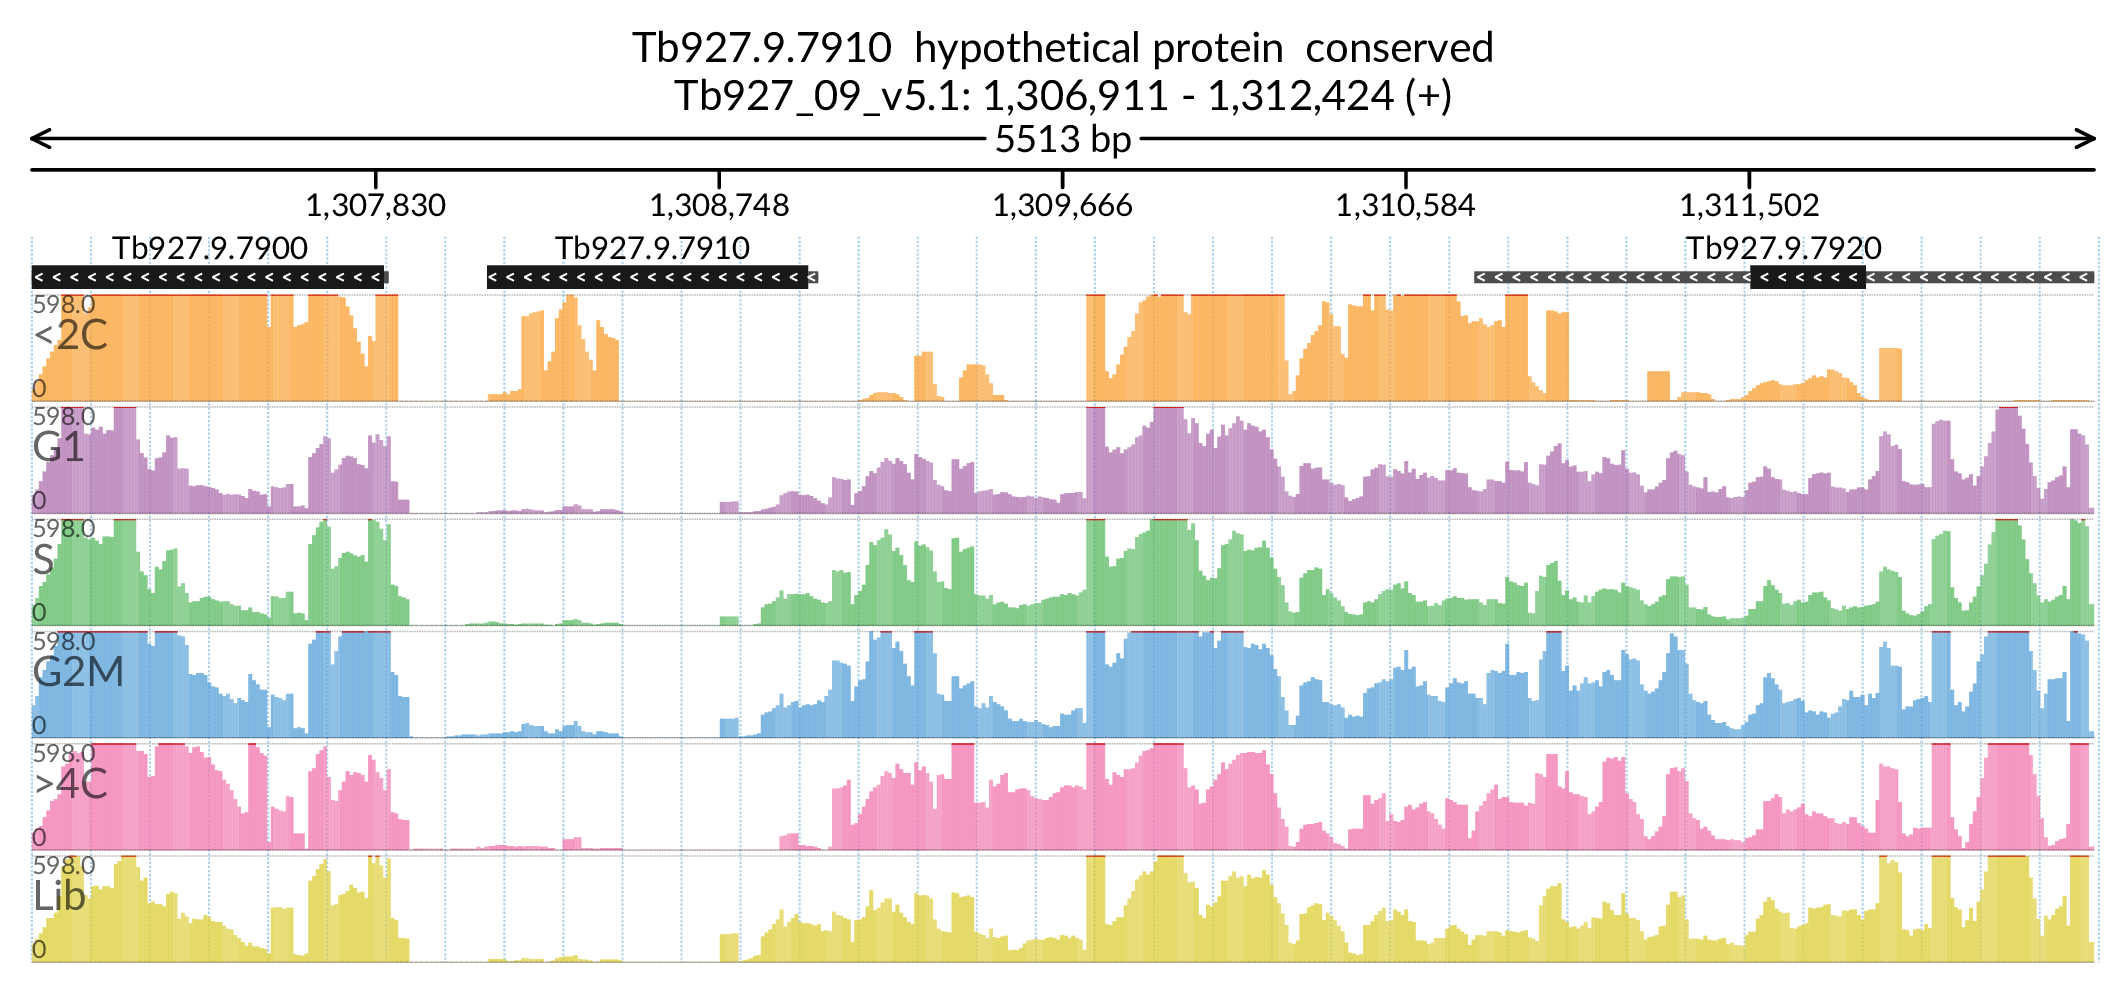 Tb927.9.7910 hypothetical protein conserved
Tb927_09_v5.1: 1,306,911 - 1,312,424 (+)
5513 bp
1,307,830 1,308,748 1,309,666 1,310,584 1,311,502
Tb927.9.7900 Tb927.9.7910 Tb927.9.7920
598.0
<2C
0
598.0
G1
0
598.0
S
0
598.0
G2M
0
598.0
>4C
0
598.0
Lib
0